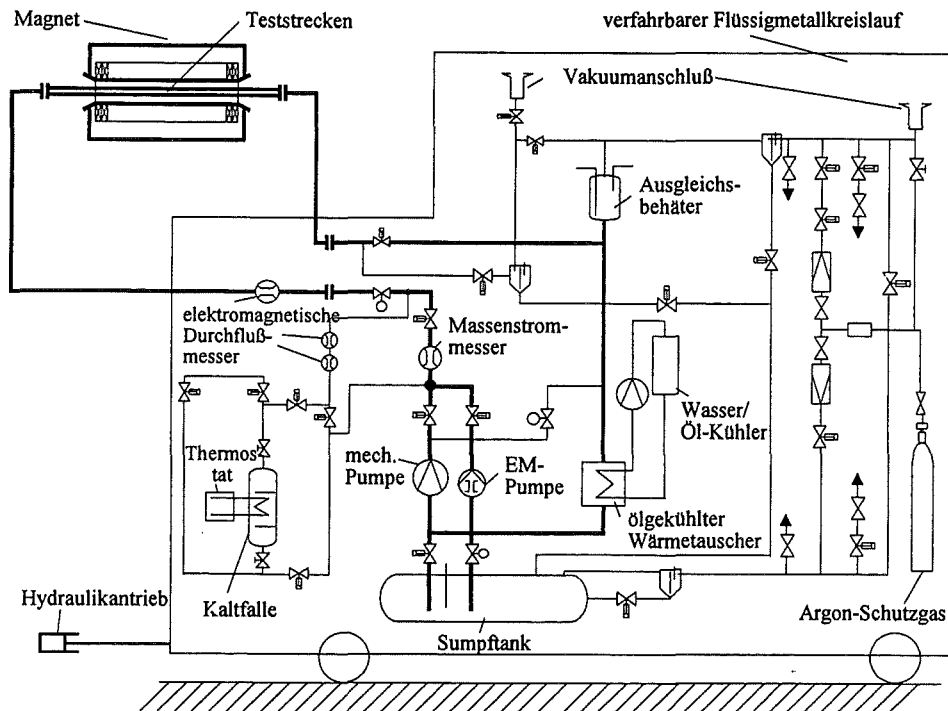 Magnet
Teststrecken
verfahrbarer Flüssigmetallkreislauf
Vakuumanschluß
Ausgleichs-
behäter
elektromagnetische
Durchfluß-
messer
Massenstrom-
messer
Wasser/
Öl-Kühler
Thermos
tat
mech.
Pumpe
EM-
Pumpe
ölgekühlter
Wärmetauscher
Kaltfalle
Hydraulikantrieb
Sumpftank
Argon-Schutzgas